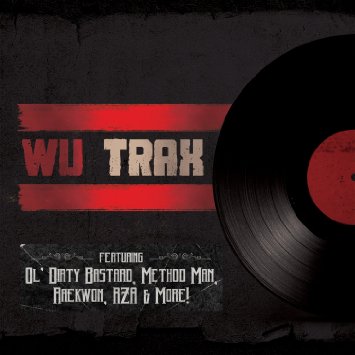 WU TRAX
FEATURING
OL' DIRTY BASTARD, METHOD MAN,
RAEKWON, RZA & MORE!